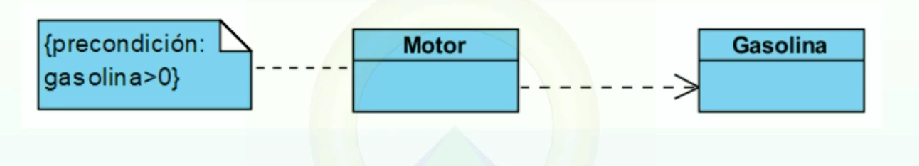 {precondición:
gasolina>0}
Motor
Gasolina